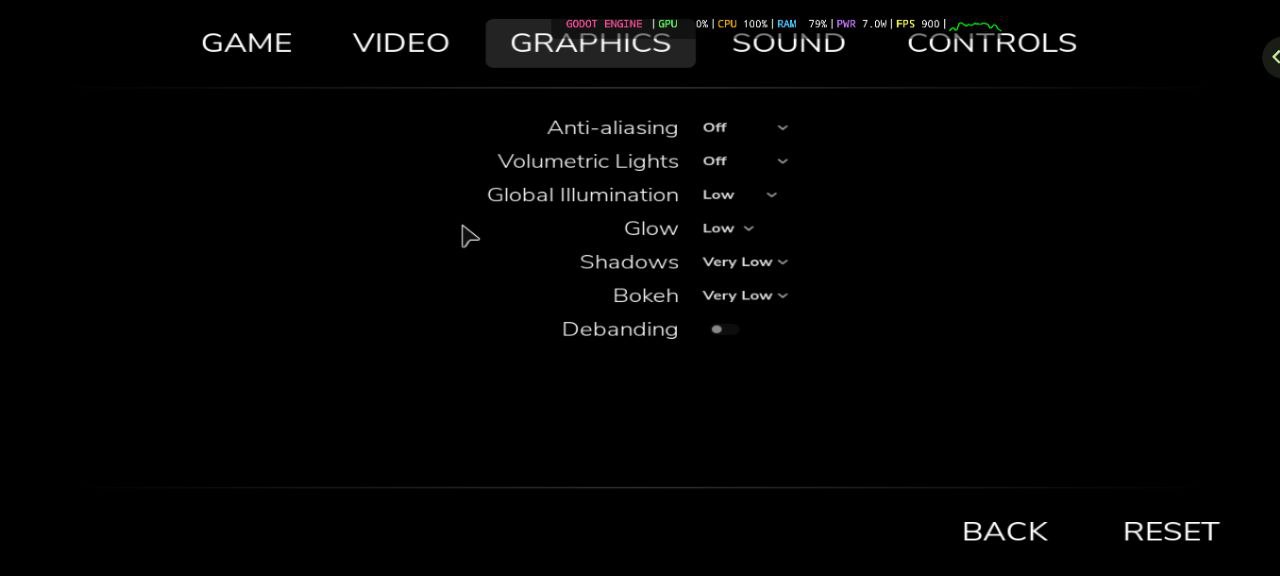 GODOT ENGINE |GPU 0%|CPU 100%|RAM 79%|PWR 7.0W|FPS 900|
GAME VIDEO GRAPHICS SOUND CONTROLS
Anti-aliasing Off
Volumetric Lights Off
Global Illumination Low
Glow Low
Shadows Very Low
Bokeh Very Low
Debanding
BACK RESET